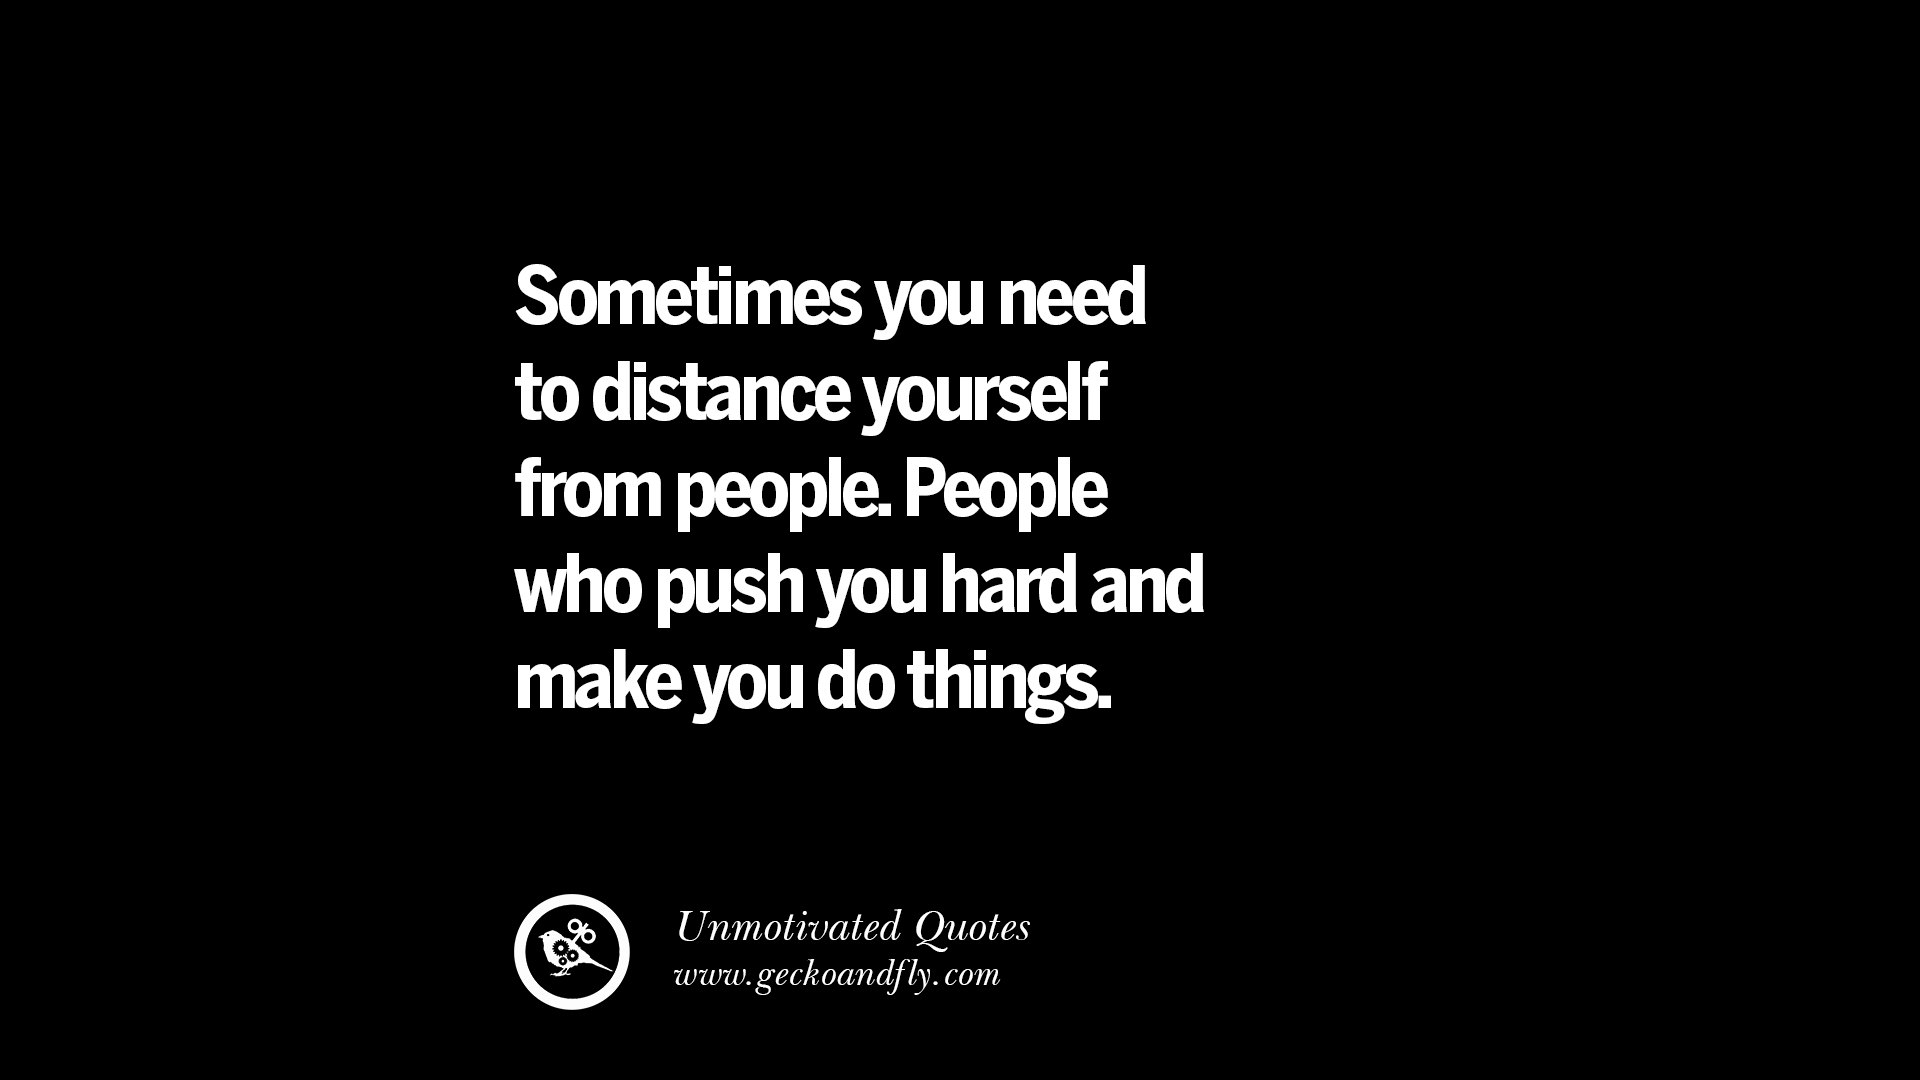 Sometimes you need
to distance yourself
from people. People
who push you hard and
make you do things.
Unmotivated Quotes
www.geckoandfly.com